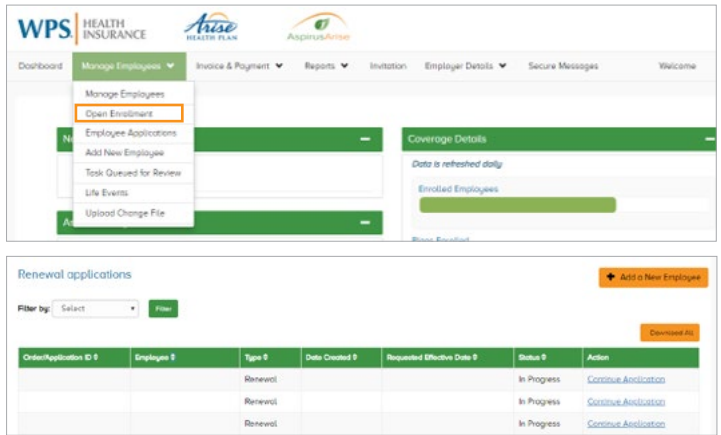 WPS HEALTH INSURANCE
Arise HEALTH PLAN
AspirusArise
Dashboard Manage Employees Invoice & Payment Reports Invitation Employer Details Secure Messages Welcome
Manage Employees
Open Enrollment
Employee Applications
Add New Employee
Task Queued for Review
Life Events
Upload Change File
N
A
Coverage Details
Data is refreshed daily
Enrolled Employees
Plans Enrolled
Renewal applications
+ Add a New Employee
Filter by: Select Filter
Download All
Order/Application ID Employee Type Date Created Requested Effective Date Status Action
Renewal In Progress Continue Application
Renewal In Progress Continue Application
Renewal In Progress Continue Application